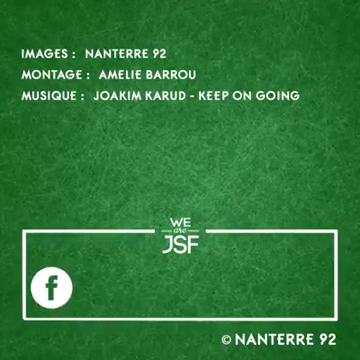 IMAGES : NANTERRE 92
MONTAGE : AMELIE BARROU
MUSIQUE : JOAKIM KARUD - KEEP ON GOING
WE
are
JSF
f
© NANTERRE 92